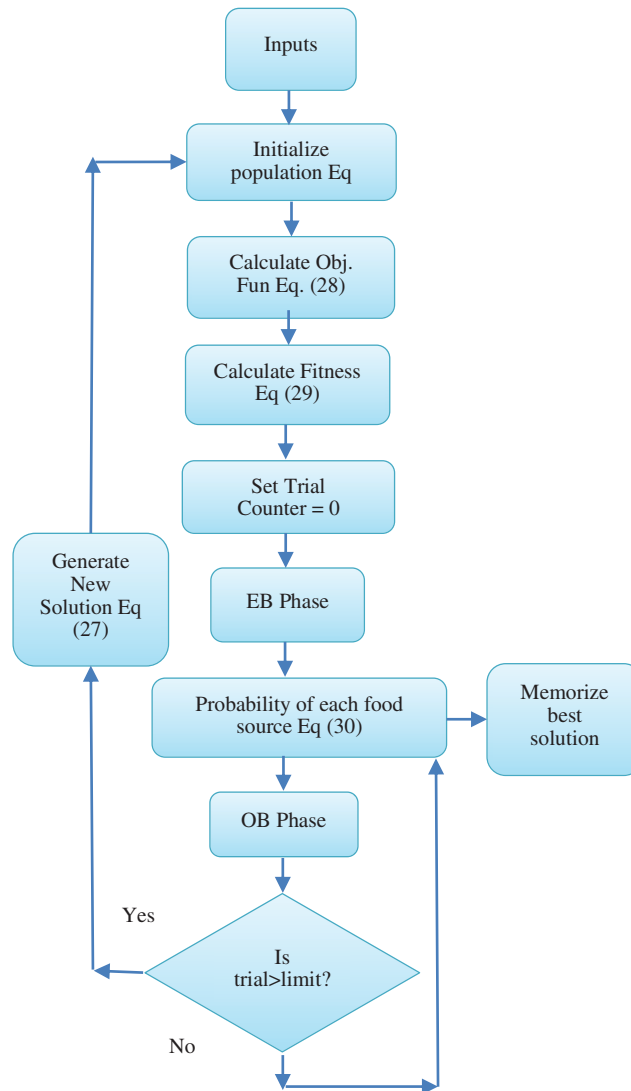 Inputs
Initialize
population Eq
Calculate Obj.
Fun Eq. (28)
Calculate Fitness
Eq (29)
Set Trial
Counter = 0
Generate
New
Solution Eq
(27)
EB Phase
Probability of each food
source Eq (30)
Memorize
best
solution
OB Phase
Yes
Is
trial>limit?
No